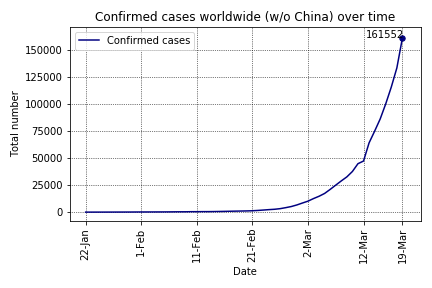 Confirmed cases worldwide (w/o China) over time
161552
Confirmed cases
150000
125000
100000
75000
50000
25000
0
Total number
22-Jan
1-Feb
11-Feb
21-Feb
2-Mar
12-Mar
19-Mar
Date